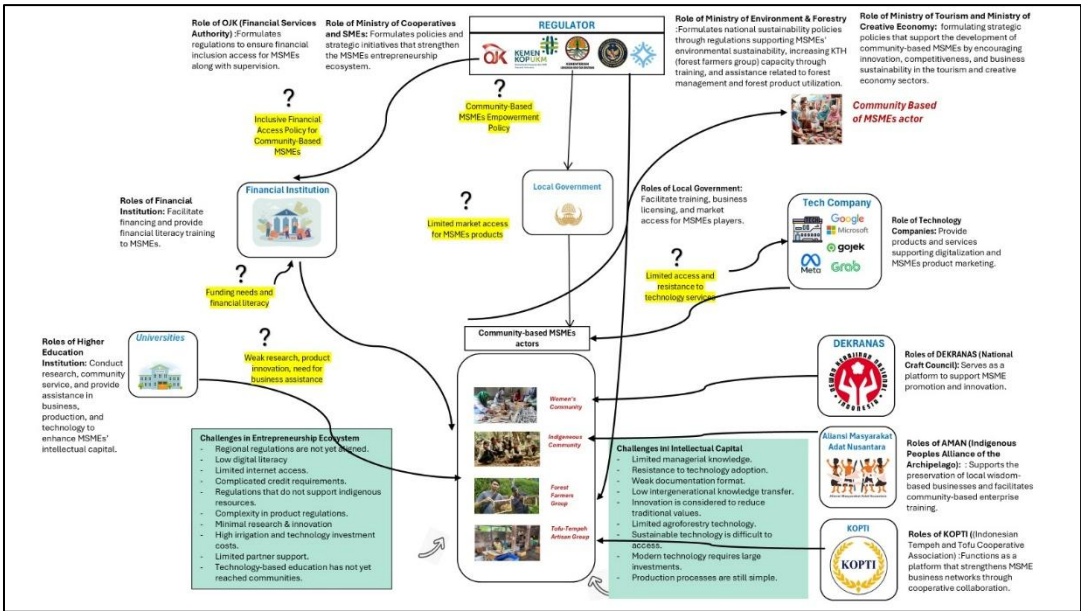 Role of OJK (Financial Services
Authority) :Formulates
regulations to ensure financial
inclusion access for MSMEs
along with supervision.
Role of Ministry of Cooperatives
and SMEs: Formulates policies
and strategic initiatives that
strengthen the MSMEs
entrepreneurship
ecosystem.
REGULATOR
OJK
KEMEN
KOPUKM
Role of Ministry of Environment & Forestry
:Formulates national sustainability policies
through regulations supporting MSMEs'
environmental sustainability, increasing KTH
(forest farmers group) capacity through
training, and assistance related to forest
management and forest product utilization.
Role of Ministry of Tourism and Ministry of
Creative Economy: formulating strategic
policies that support the development of
community-based MSMEs by encouraging
innovation, competitiveness, and business
sustainability in the tourism and creative
economy sectors.
Community Based
of MSMEs actor
?
Inclusive Financial
Access Policy for
Community-Based
MSMEs
?
Community-Based
MSMEs Empowerment
Policy
Roles of Financial
Institution: Facilitate
financing and provide
financial literacy training
to MSMEs.
Financial Institution
?
Limited market access
for MSMEs products
Local Government
Roles of Local Government:
Facilitate training, business
licensing, and market
access for MSMEs players.
?
Limited access and
resistance to
technology services
Tech Company
Google
Microsoft
gojek
Meta
Grab
Role of Technology
Companies: Provide
products and services
supporting digitalization and
MSMEs product marketing.
?
Funding needs and
financial literacy
Roles of Higher
Education
Institution: Conduct
research, community
service, and provide
assistance in
business,
production, and
technology to
enhance MSMEs'
intellectual capital.
Universities
?
Weak research, product
innovation, need for
business assistance
Community-based MSMEs
actors
Women's
Community
Indigeneous
Community
Forest
Farmers
Group
Tofu-Tempeh
Artisan Group
Challenges in Entrepreneurship Ecosystem
- Regional regulations are not yet aligned.
- Low digital literacy
- Limited internet access.
- Complicated credit requirements.
- Regulations that do not support indigenous
resources.
- Complexity in product regulations.
- Minimal research & innovation
- High irrigation and technology investment
costs.
- Limited partner support.
- Technology-based education has not yet
reached communities.
Challenges inI Intellectual Capital
- Limited managerial knowledge.
- Resistance to technology adoption.
- Weak documentation format.
- Low intergenerational knowledge transfer.
- Innovation is considered to reduce
traditional values.
- Limited agroforestry technology.
- Sustainable technology is difficult to
access.
- Modern technology requires large
investments.
- Production processes are still simple.
DEKRANAS
DEWAN KERAJINAN NASIONAL
INDONESIA
Roles of DEKRANAS (National
Craft Council): Serves as a
platform to support MSME
promotion and innovation.
Aliansi Masyarakat
Adat Nusantara
Roles of AMAN (Indigenous
Peoples Alliance of the
Archipelago): : Supports the
preservation of local wisdom-
based businesses and facilitates
community-based enterprise
training.
KOPTI
KOPTI
Roles of KOPTI ((Indonesian
Tempeh and Tofu Cooperative
Association) :Functions as a
platform that strengthens MSME
business networks through
cooperative collaboration.